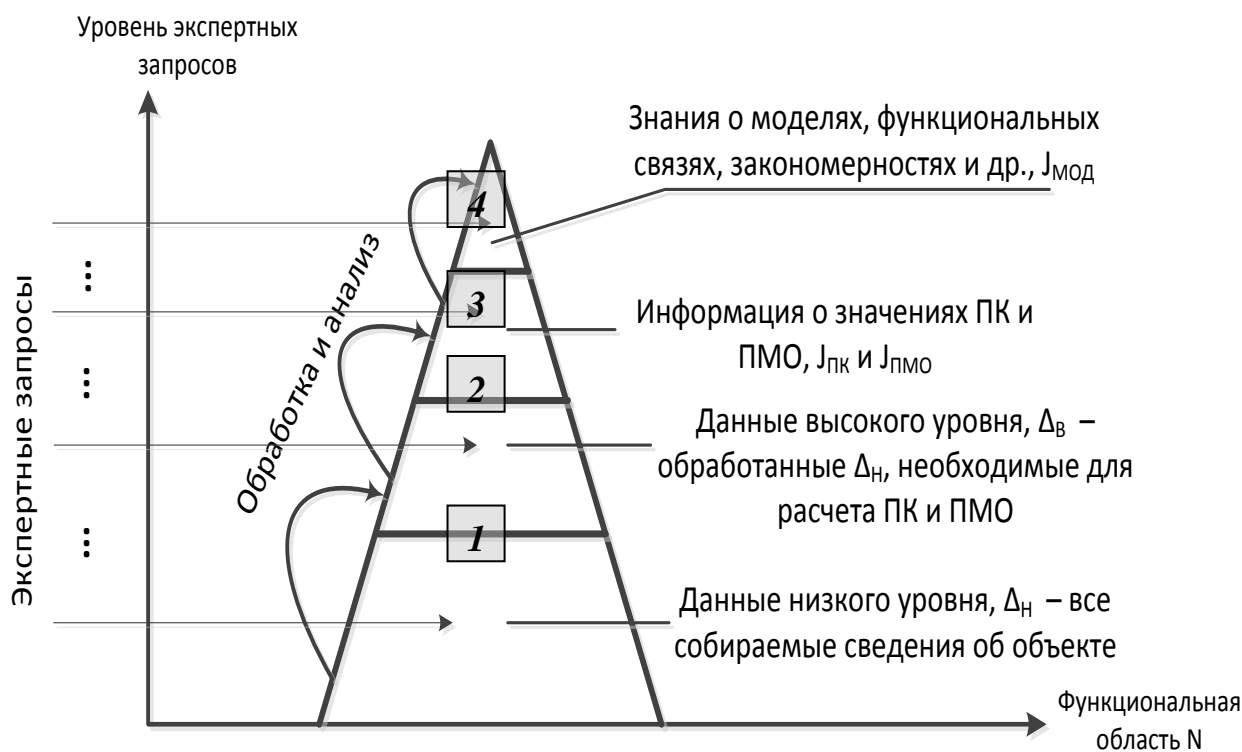 Уровень экспертных
запросов
Знания о моделях, функциональных
связях, закономерностях и др., JМОД
4
3
Информация о значениях ПК и
ПМО, JПК и JПМО
2
Данные высокого уровня, ΔВ –
обработанные ΔН, необходимые для
расчета ПК и ПМО
1
Данные низкого уровня, ΔН – все
собираемые сведения об объекте
Обработка и анализ
Экспертные запросы
...
...
...
Функциональная
область N